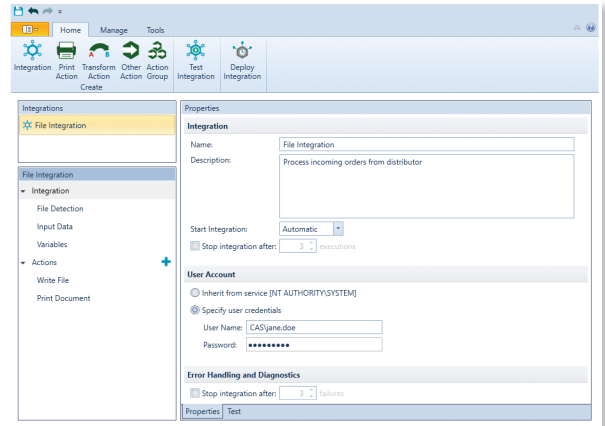 Home Manage Tools
Integration Print Action Transform Action Other Action Action Group Test Integration Deploy Integration
A B
Create
Integrations
File Integration
File Integration
Integration
File Detection
Input Data
Variables
Actions
Write File
Print Document
Properties
Integration
Name: File Integration
Description: Process incoming orders from distributor
Start Integration: Automatic
Stop integration after: 3 executions
User Account
Inherit from service [NT AUTHORITY\SYSTEM]
Specify user credentials
User Name: CAS\jane.doe
Password: ●●●●●●●●●
Error Handling and Diagnostics
Stop integration after: 3 failures
Properties Test